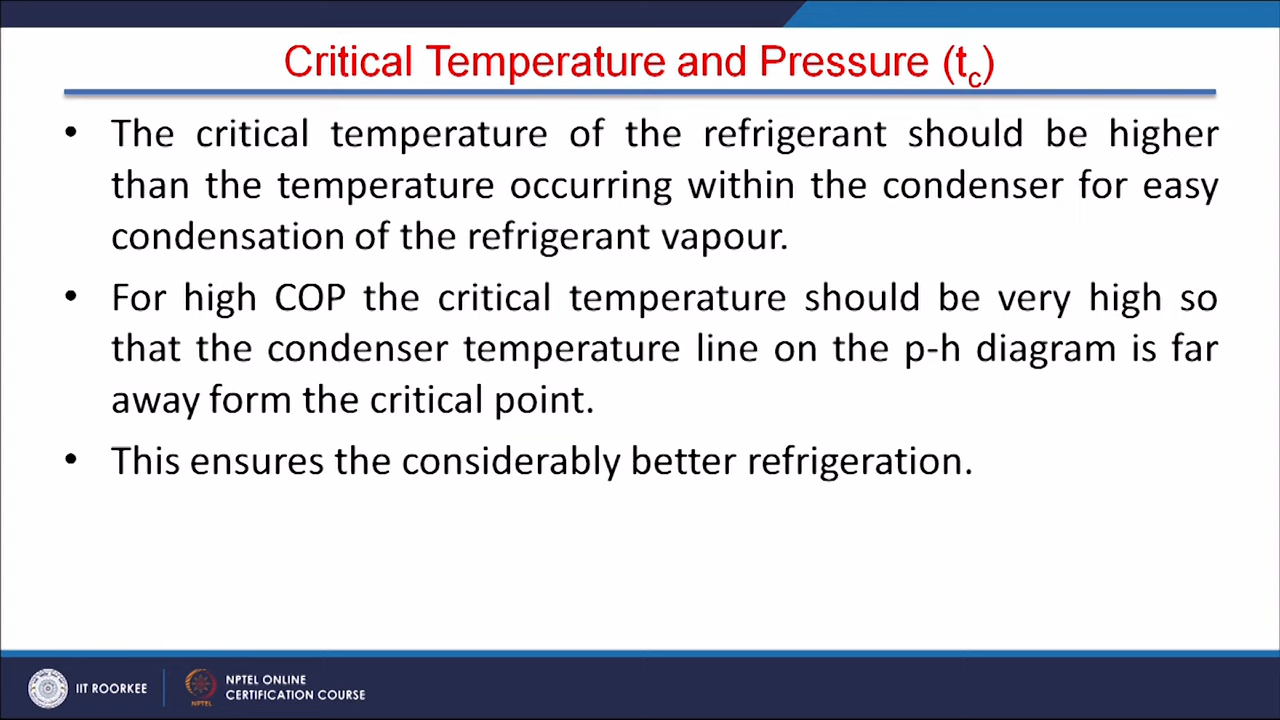 Critical Temperature and Pressure (tc)
• The critical temperature of the refrigerant should be higher
than the temperature occurring within the condenser for easy
condensation of the refrigerant vapour.
• For high COP the critical temperature should be very high so
that the condenser temperature line on the p-h diagram is far
away form the critical point.
• This ensures the considerably better refrigeration.
IIT ROORKEE
NPTEL
NPTEL ONLINE
CERTIFICATION COURSE